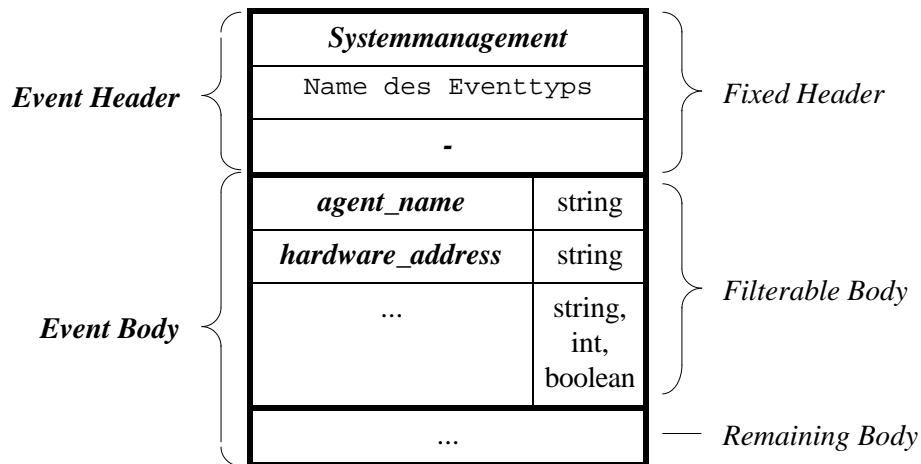 Systemmanagement
Event Header
Name des Eventtyps
Fixed Header
-
agent_name string
hardware_address string
Event Body
... string,
int,
boolean
Filterable Body
...
Remaining Body